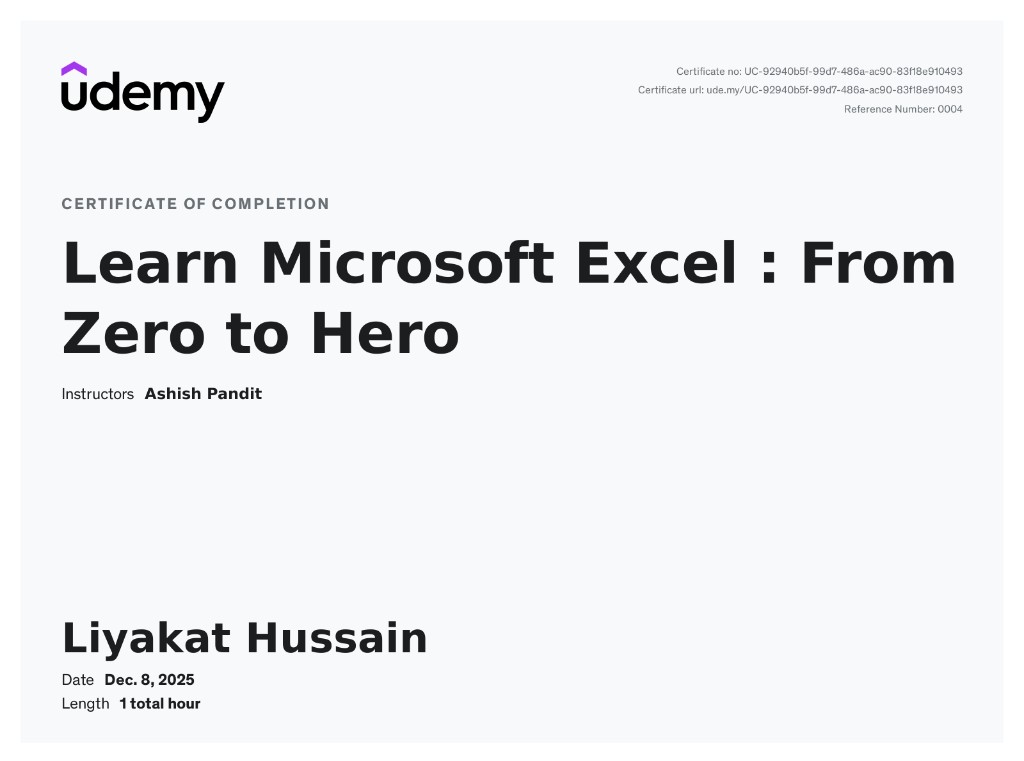 udemy
Certificate no: UC-92940b5f-99d7-486a-ac90-83f18e910493
Certificate url: ude.my/UC-92940b5f-99d7-486a-ac90-83f18e910493
Reference Number: 0004
CERTIFICATE OF COMPLETION
Learn Microsoft Excel : From
Zero to Hero
Instructors Ashish Pandit
Liyakat Hussain
Date Dec. 8, 2025
Length 1 total hour